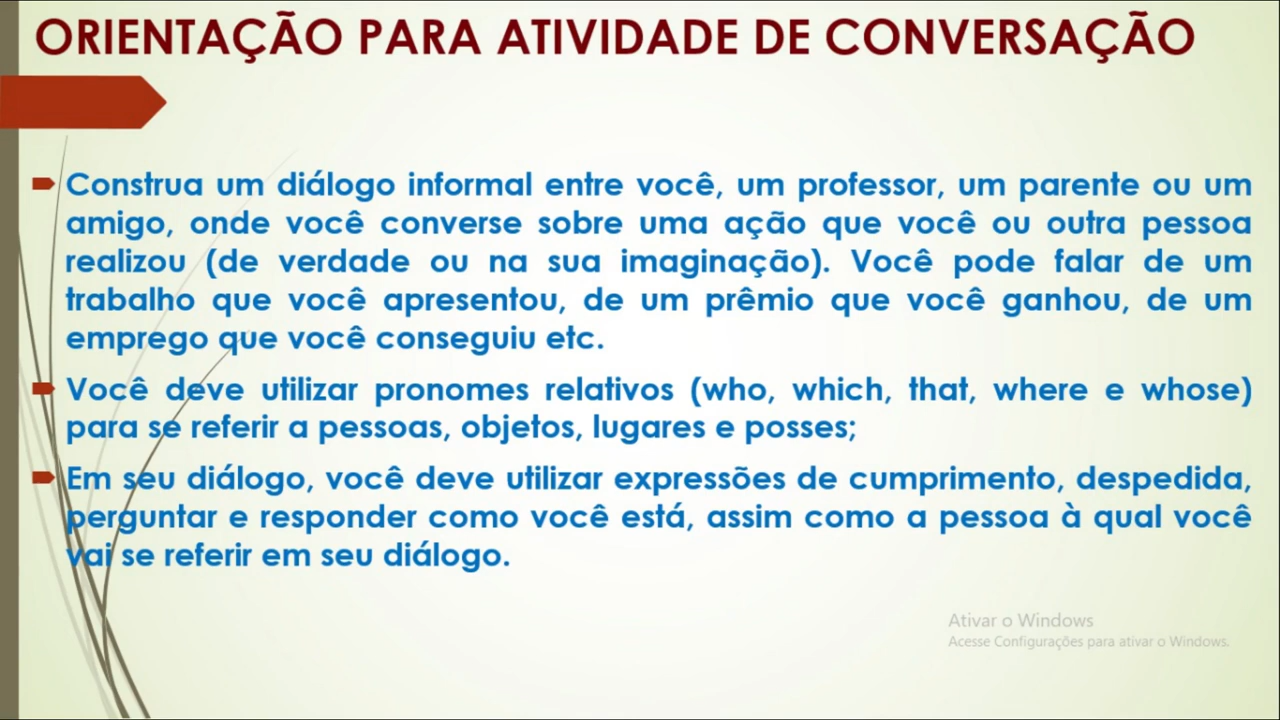 ORIENTAÇÃO PARA ATIVIDADE DE CONVERSAÇÃO
Construa um diálogo informal entre você, um professor, um parente ou um
amigo, onde você converse sobre uma ação que você ou outra pessoa
realizou (de verdade ou na sua imaginação). Você pode falar de um
trabalho que você apresentou, de um prêmio que você ganhou, de um
emprego que você conseguiu etc.
Você deve utilizar pronomes relativos (who, which, that, where e whose)
para se referir a pessoas, objetos, lugares e posses;
Em seu diálogo, você deve utilizar expressões de cumprimento, despedida,
perguntar e responder como você está, assim como a pessoa à qual você
vai se referir em seu diálogo.
Ativar o Windows
Acesse Configurações para ativar o Windows.